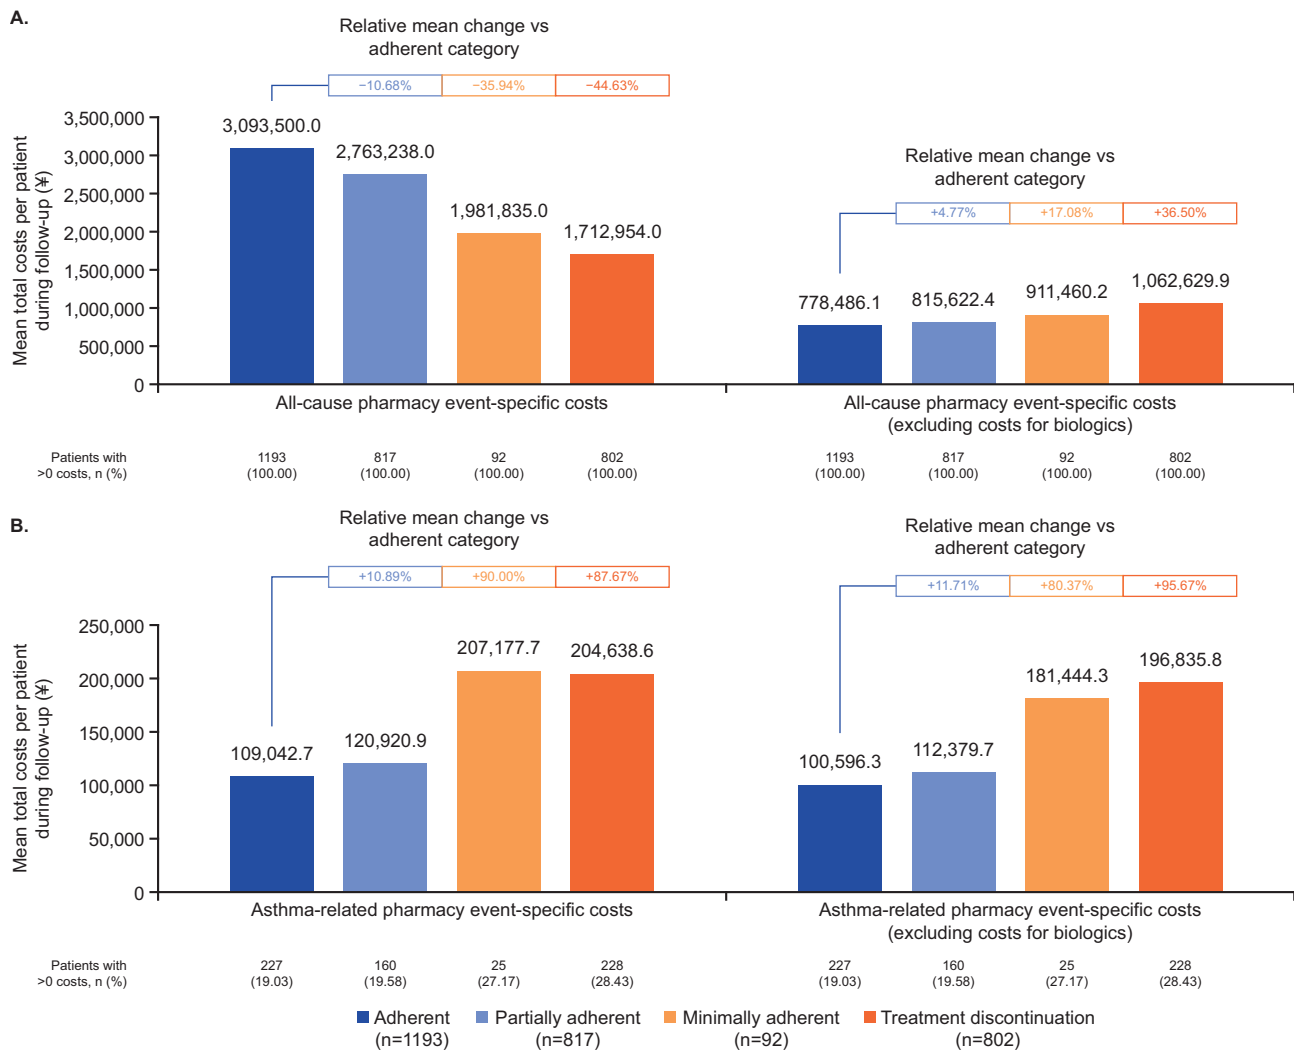 A.
Relative mean change vs
adherent category
−10.68% −35.94% −44.63%
Mean total costs per patient
during follow-up (¥)
3,500,000
3,000,000
2,500,000
2,000,000
1,500,000
1,000,000
500,000
0
3,093,500.0
2,763,238.0
1,981,835.0
1,712,954.0
All-cause pharmacy event-specific costs
Relative mean change vs
adherent category
+4.77% +17.08% +36.50%
778,486.1
815,622.4
911,460.2
1,062,629.9
All-cause pharmacy event-specific costs
(excluding costs for biologics)
Patients with
>0 costs, n (%)
1193 817 92 802 1193 817 92 802
(100.00) (100.00) (100.00) (100.00) (100.00) (100.00) (100.00) (100.00)
B.
Relative mean change vs
adherent category
+10.89% +90.00% +87.67%
Mean total costs per patient
during follow-up (¥)
250,000
200,000
150,000
100,000
50,000
0
109,042.7
120,920.9
207,177.7
204,638.6
Asthma-related pharmacy event-specific costs
Relative mean change vs
adherent category
+11.71% +80.37% +95.67%
100,596.3
112,379.7
181,444.3
196,835.8
Asthma-related pharmacy event-specific costs
(excluding costs for biologics)
Patients with
>0 costs, n (%)
227 160 25 228 227 160 25 228
(19.03) (19.58) (27.17) (28.43) (19.03) (19.58) (27.17) (28.43)
Adherent Partially adherent Minimally adherent Treatment discontinuation
(n=1193) (n=817) (n=92) (n=802)